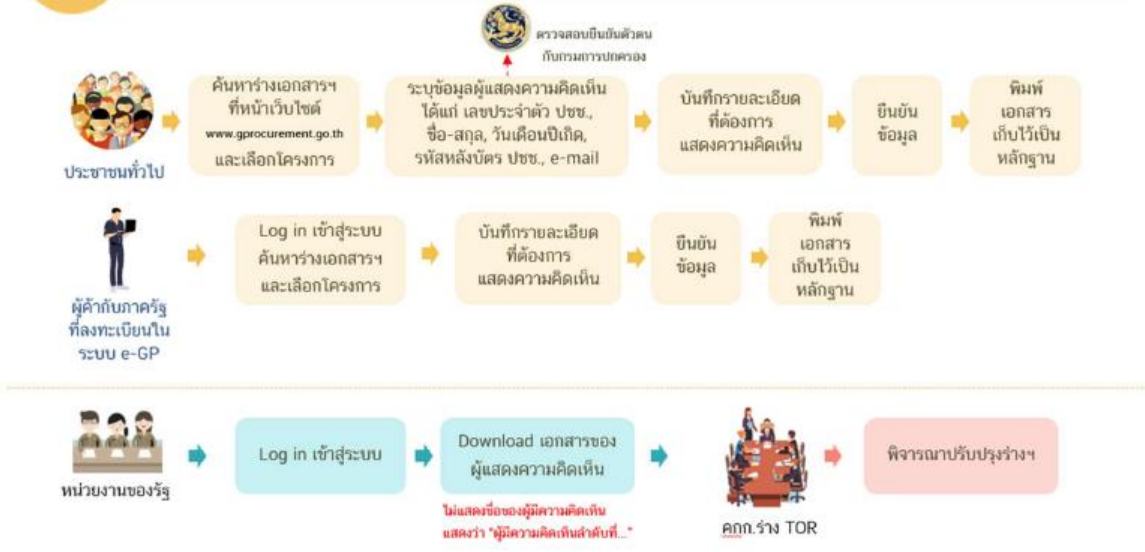 ตรวจสอบยืนยันตัวตน
กับกรมการปกครอง
ประชาชนทั่วไป
ค้นหาร่างเอกสารฯ
ที่หน้าเว็บไซต์
www.gprocurement.go.th
และเลือกโครงการ
ระบุข้อมูลผู้แสดงความคิดเห็น
ได้แก่ เลขประจำตัว ปชช.,
ชื่อ-สกุล, วันเดือนปีเกิด,
รหัสหลังบัตร ปชช., e-mail
บันทึกรายละเอียด
ที่ต้องการ
แสดงความคิดเห็น
ยืนยัน
ข้อมูล
พิมพ์
เอกสาร
เก็บไว้เป็น
หลักฐาน
ผู้ค้ากับภาครัฐ
ที่ลงทะเบียนใน
ระบบ e-GP
Log in เข้าสู่ระบบ
ค้นหาร่างเอกสารฯ
และเลือกโครงการ
บันทึกรายละเอียด
ที่ต้องการ
แสดงความคิดเห็น
ยืนยัน
ข้อมูล
พิมพ์
เอกสาร
เก็บไว้เป็น
หลักฐาน
หน่วยงานของรัฐ
Log in เข้าสู่ระบบ
Download เอกสารของ
ผู้แสดงความคิดเห็น
ไม่แสดงชื่อของผู้มีความคิดเห็น
แสดงว่า "ผู้มีความคิดเห็นลำดับที่..."
คกก.ร่าง TOR
พิจารณาปรับปรุงร่างฯ